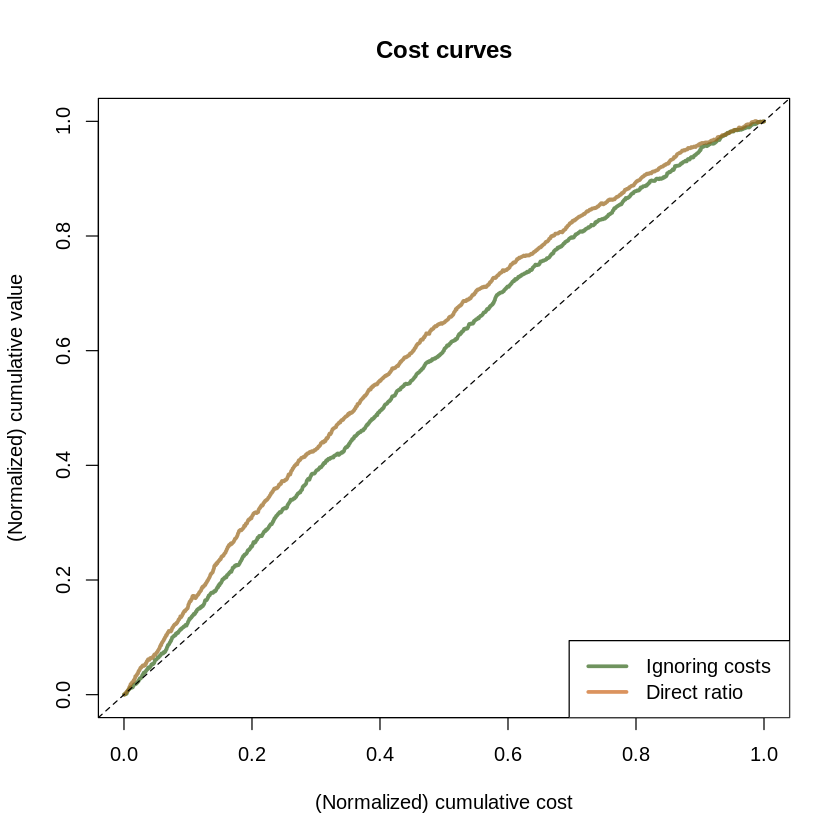 Cost curves
(Normalized) cumulative value
1.0
0.8
0.6
0.4
0.2
0.0
Ignoring costs
Direct ratio
0.0 0.2 0.4 0.6 0.8 1.0
(Normalized) cumulative cost